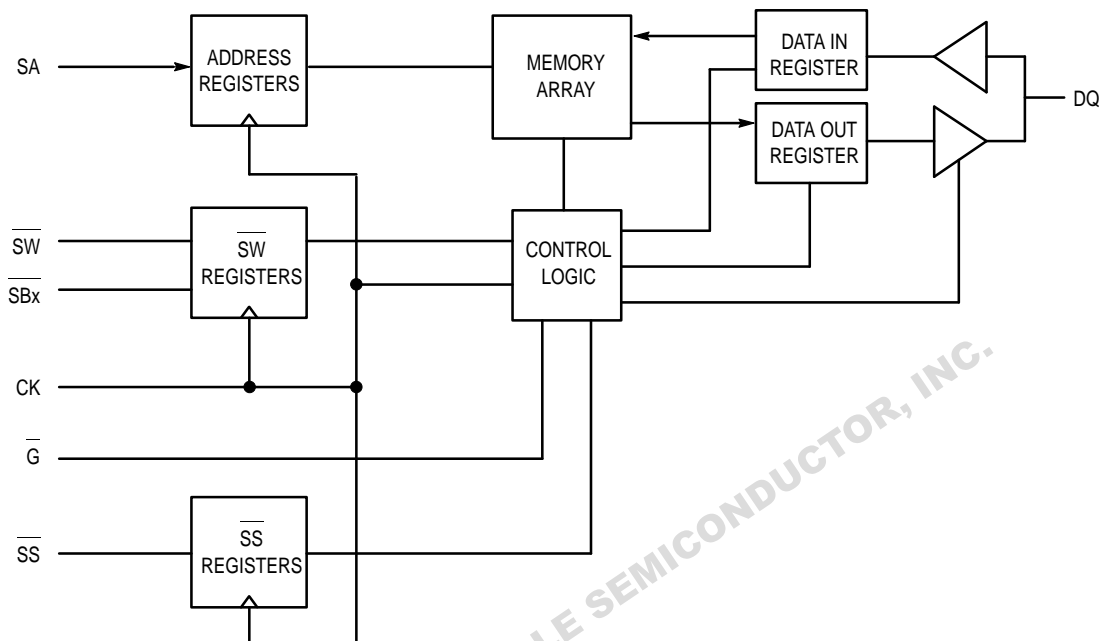 SA
ADDRESS
REGISTERS
MEMORY
ARRAY
DATA IN
REGISTER
DQ
DATA OUT
REGISTER
SW
SBx
SW
REGISTERS
CONTROL
LOGIC
CK
G
SS
SS
REGISTERS
SEMICONDUCTOR, INC.